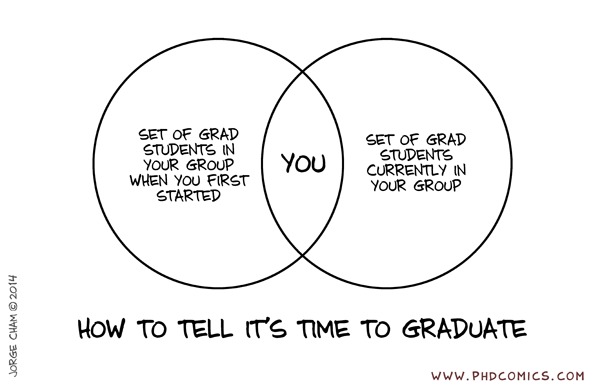 SET OF GRAD
STUDENTS IN
YOUR GROUP
WHEN YOU FIRST
STARTED
YOU
SET OF GRAD
STUDENTS
CURRENTLY IN
YOUR GROUP
HOW TO TELL IT'S TIME TO GRADUATE
JORGE CHAM © 2014
WWW.PHDCOMICS.COM